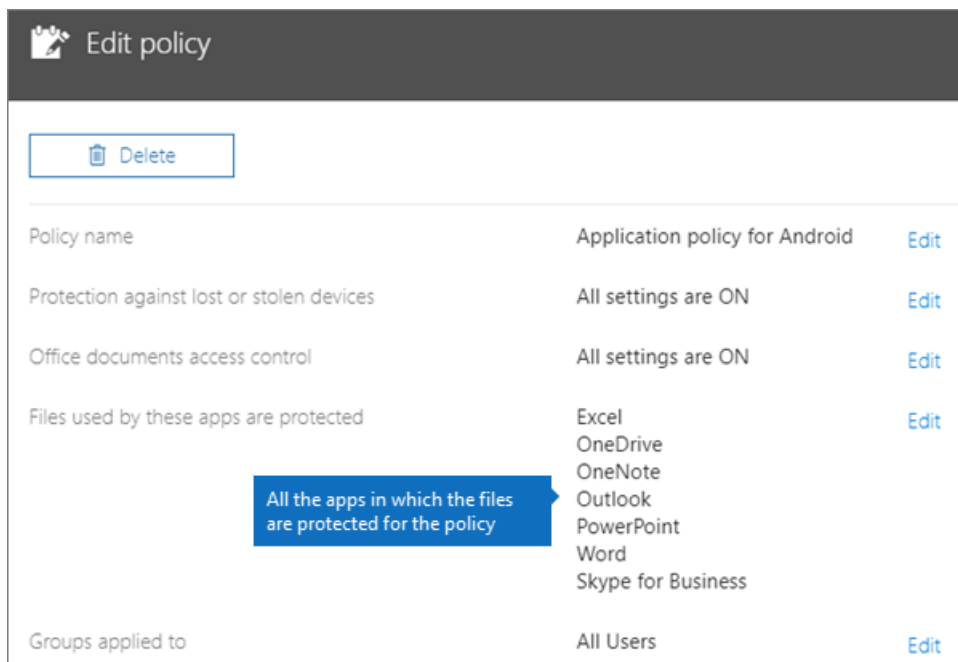 Edit policy
Delete
Policy name Application policy for Android Edit
Protection against lost or stolen devices All settings are ON Edit
Office documents access control All settings are ON Edit
Files used by these apps are protected Excel Edit
OneDrive
OneNote
All the apps in which the files
are protected for the policy
Outlook
PowerPoint
Word
Skype for Business
Groups applied to All Users Edit